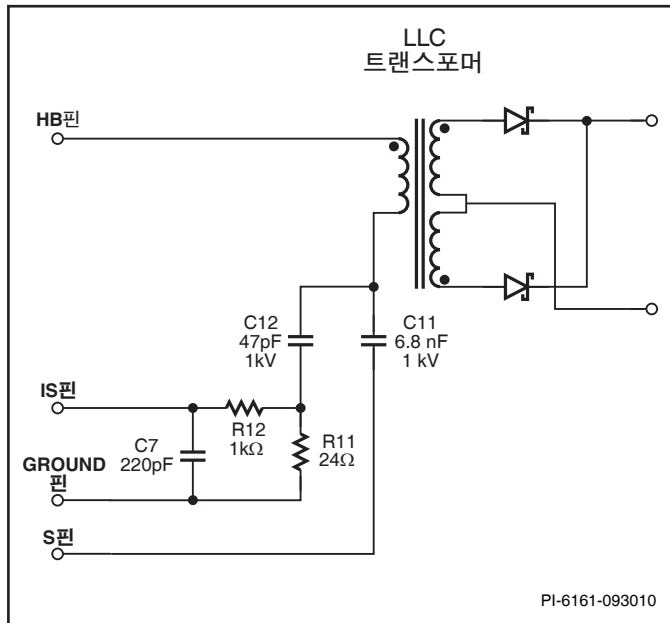 LLC
트랜스포머
HB핀
C12
47pF
1kV
C11
6.8 nF
1 kV
IS핀
R12
1kΩ
C7
220pF
R11
24Ω
GROUND
핀
S핀
PI-6161-093010